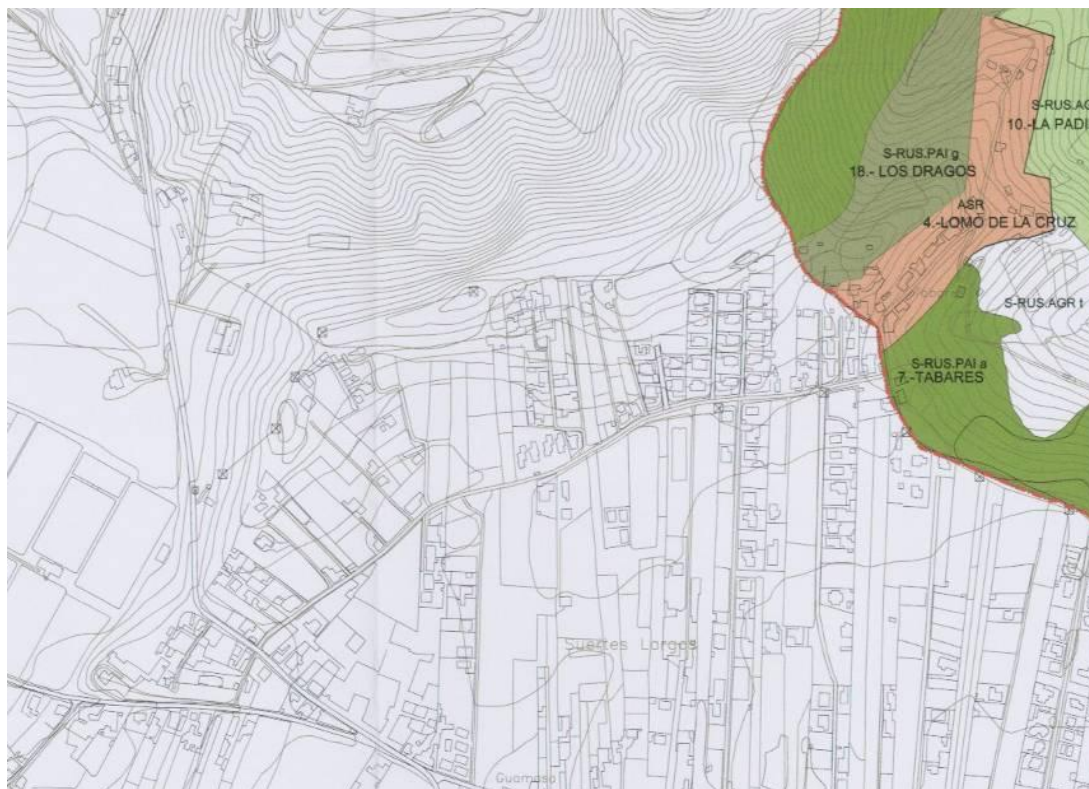 S-RUS.AG
10.-LA PADI
S-RUS.PAI g
18.- LOS DRAGOS
ASR
4.-LOMO DE LA CRUZ
S-RUS.AGR t
S-RUS.PAI a
7.-TABARES
Suertes Largas
Guamasa